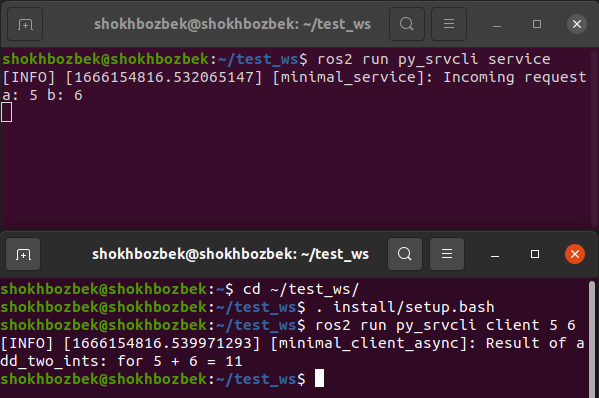 shokhbozbek@shokhbozbek: ~/test_ws
shokhbozbek@shokhbozbek:~/test_ws$ ros2 run py_srvcli service
[INFO] [1666154816.532065147] [minimal_service]: Incoming request
a: 5 b: 6
shokhbozbek@shokhbozbek: ~/test_ws
shokhbozbek@shokhbozbek:~$ cd ~/test_ws/
shokhbozbek@shokhbozbek:~/test_ws$ . install/setup.bash
shokhbozbek@shokhbozbek:~/test_ws$ ros2 run py_srvcli client 5 6
[INFO] [1666154816.539971293] [minimal_client_async]: Result of a
dd_two_ints: for 5 + 6 = 11
shokhbozbek@shokhbozbek:~/test_ws$